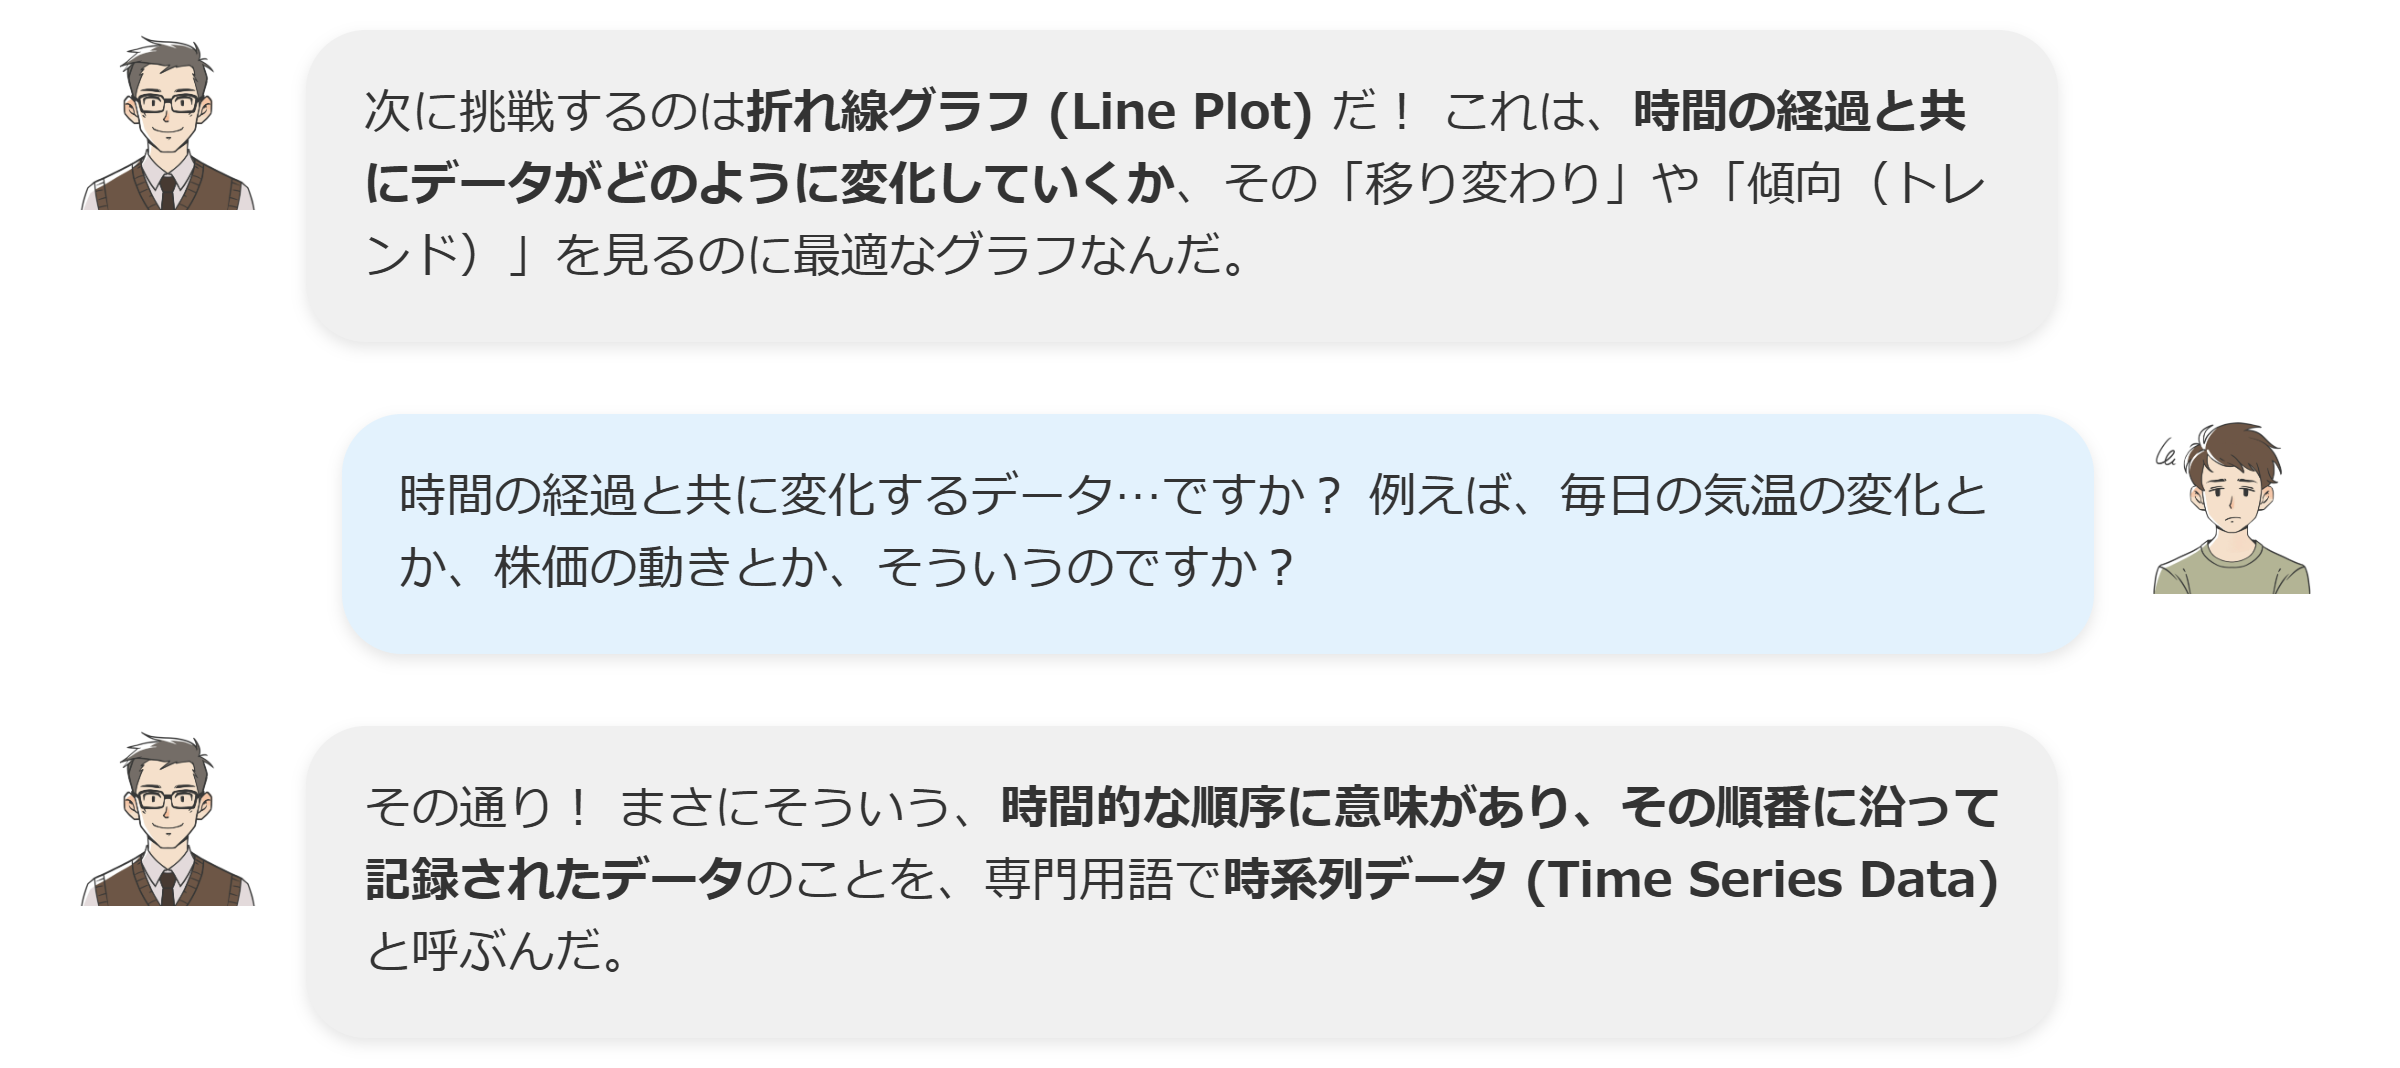 次に挑戦するのは折れ線グラフ (Line Plot) だ！ これは、時間の経過と共
にデータがどのように変化していくか、その「移り変わり」や「傾向（トレ
ンド）」を見るのに最適なグラフなんだ。
時間の経過と共に変化するデータ…ですか？ 例えば、毎日の気温の変化と
か、株価の動きとか、そういうのですか？
その通り！ まさにそういう、時間的な順序に意味があり、その順番に沿って
記録されたデータのことを、専門用語で時系列データ (Time Series Data)
と呼ぶんだ。